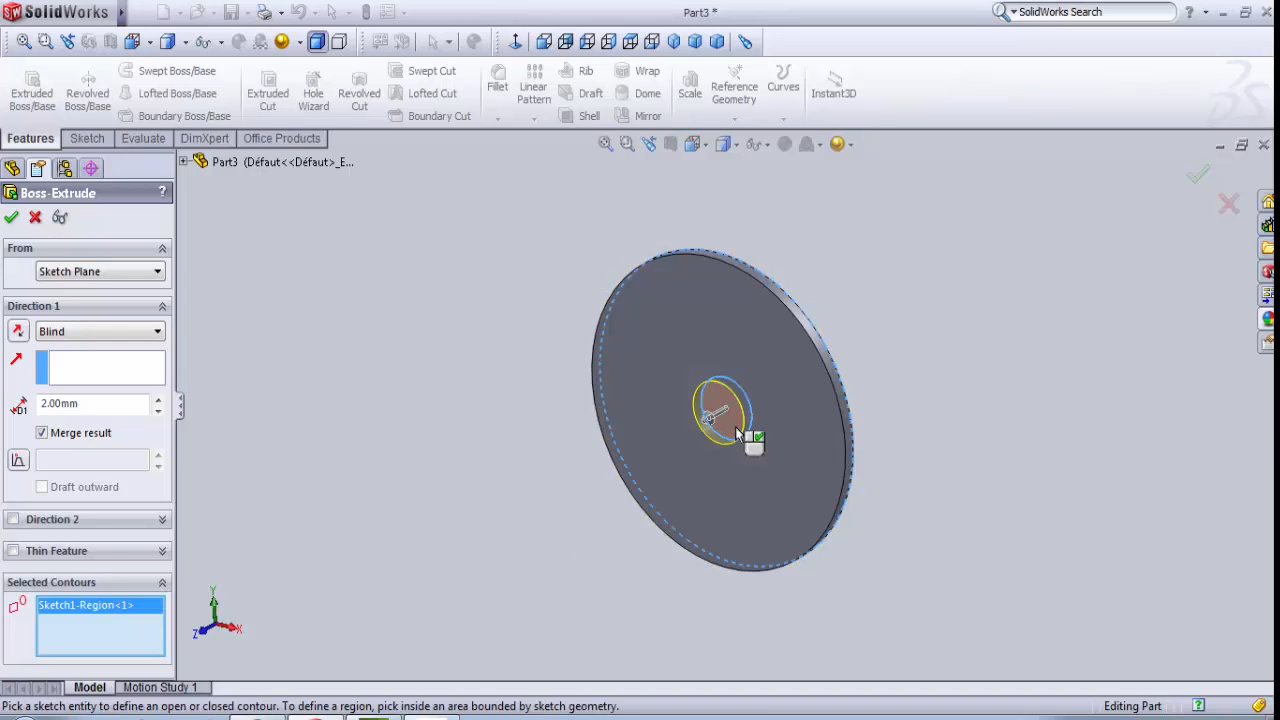 SolidWorks
Part3 *
SolidWorks Search
?
Extruded Boss/Base
Revolved Boss/Base
Swept Boss/Base
Lofted Boss/Base
Boundary Boss/Base
Extruded Cut
Hole Wizard
Revolved Cut
Swept Cut
Lofted Cut
Boundary Cut
Fillet
Linear Pattern
Rib
Draft
Shell
Wrap
Dome
Mirror
Scale
Reference Geometry
Curves
Instant3D
Features
Sketch
Evaluate
DimXpert
Office Products
Part3 (Défaut<<Défaut>_E...
Boss-Extrude
?
From
Sketch Plane
Direction 1
Blind
D1
2.00mm
Merge result
Draft outward
Direction 2
Thin Feature
Selected Contours
Sketch1-Region<1>
Y
Z
X
Model
Motion Study 1
Pick a sketch entity to define an open or closed contour. To define a region, pick inside an area bounded by sketch geometry.
Editing Part
?